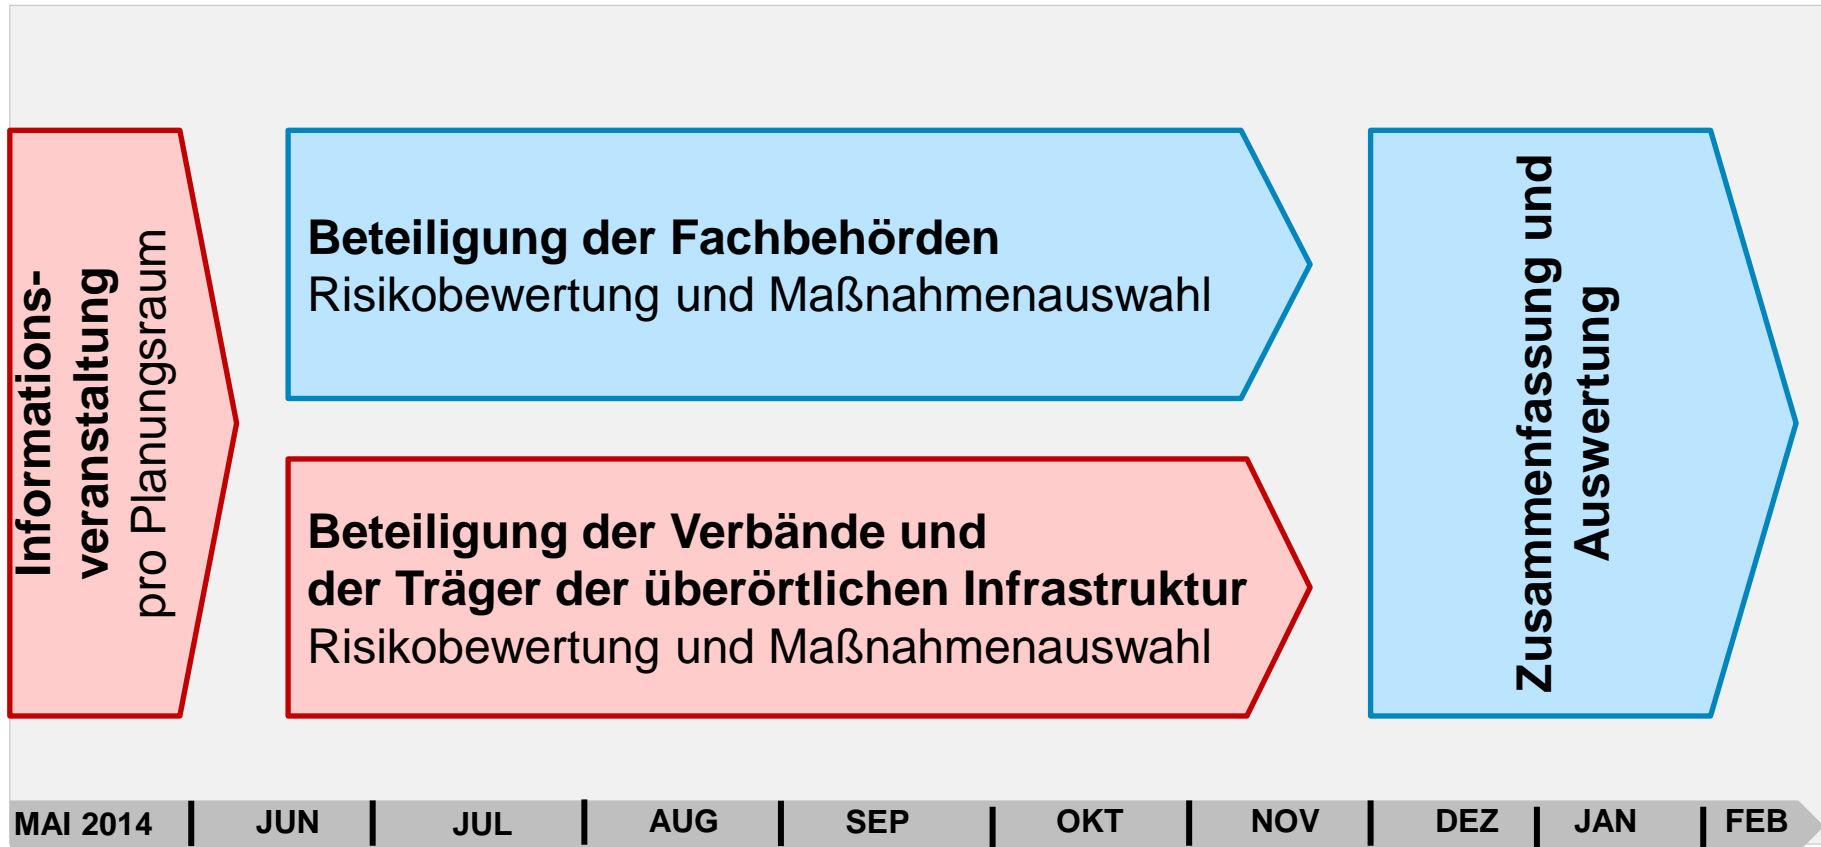 Informations-
veranstaltung
pro Planungsraum
Beteiligung der Fachbehörden
Risikobewertung und Maßnahmenauswahl
Beteiligung der Verbände und
der Träger der überörtlichen Infrastruktur
Risikobewertung und Maßnahmenauswahl
Zusammenfassung und
Auswertung
MAI 2014 JUN JUL AUG SEP OKT NOV DEZ JAN FEB